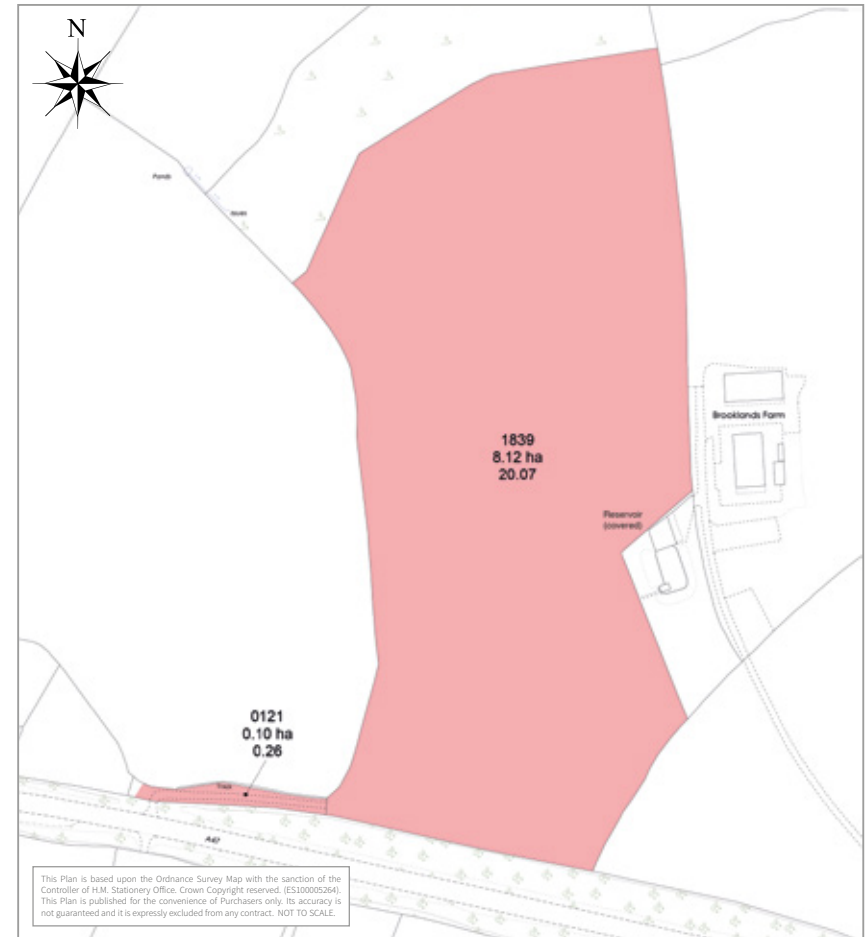 N
Ponds
Brooklands Farm
1839
8.12 ha
20.07
Reservoir
(covered)
0121
0.10 ha
0.26
Track
A47
This Plan is based upon the Ordnance Survey Map with the sanction of the
Controller of H.M. Stationery Office. Crown Copyright reserved. (ES100005264).
This Plan is published for the convenience of Purchasers only. Its accuracy is
not guaranteed and it is expressly excluded from any contract. NOT TO SCALE.